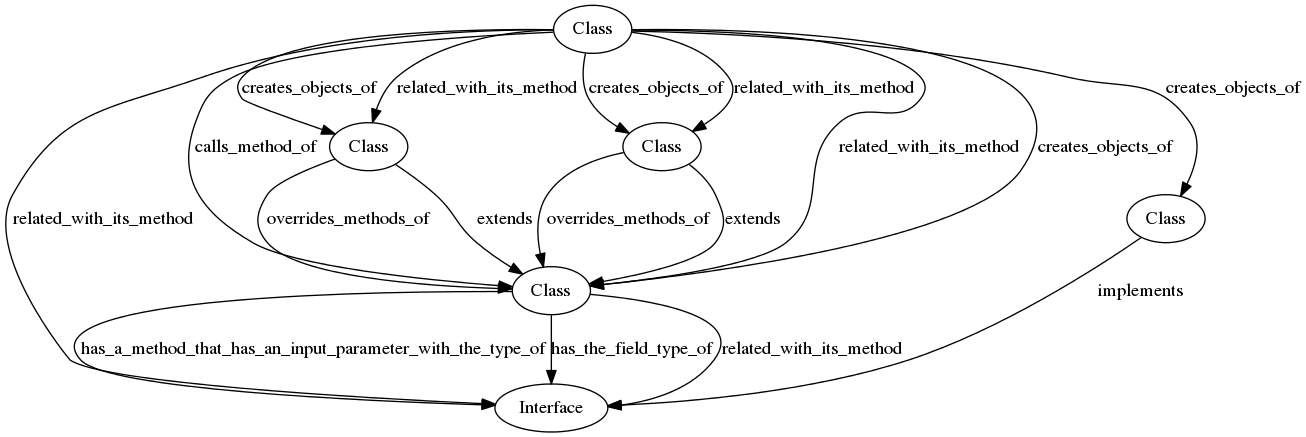 Class
creates_objects_of
related_with_its_method
creates_objects_of
related_with_its_method
creates_objects_of
calls_method_of
Class
Class
related_with_its_method
creates_objects_of
related_with_its_method
overrides_methods_of
extends
overrides_methods_of
extends
Class
Class
implements
has_a_method_that_has_an_input_parameter_with_the_type_of
has_the_field_type_of
related_with_its_method
Interface